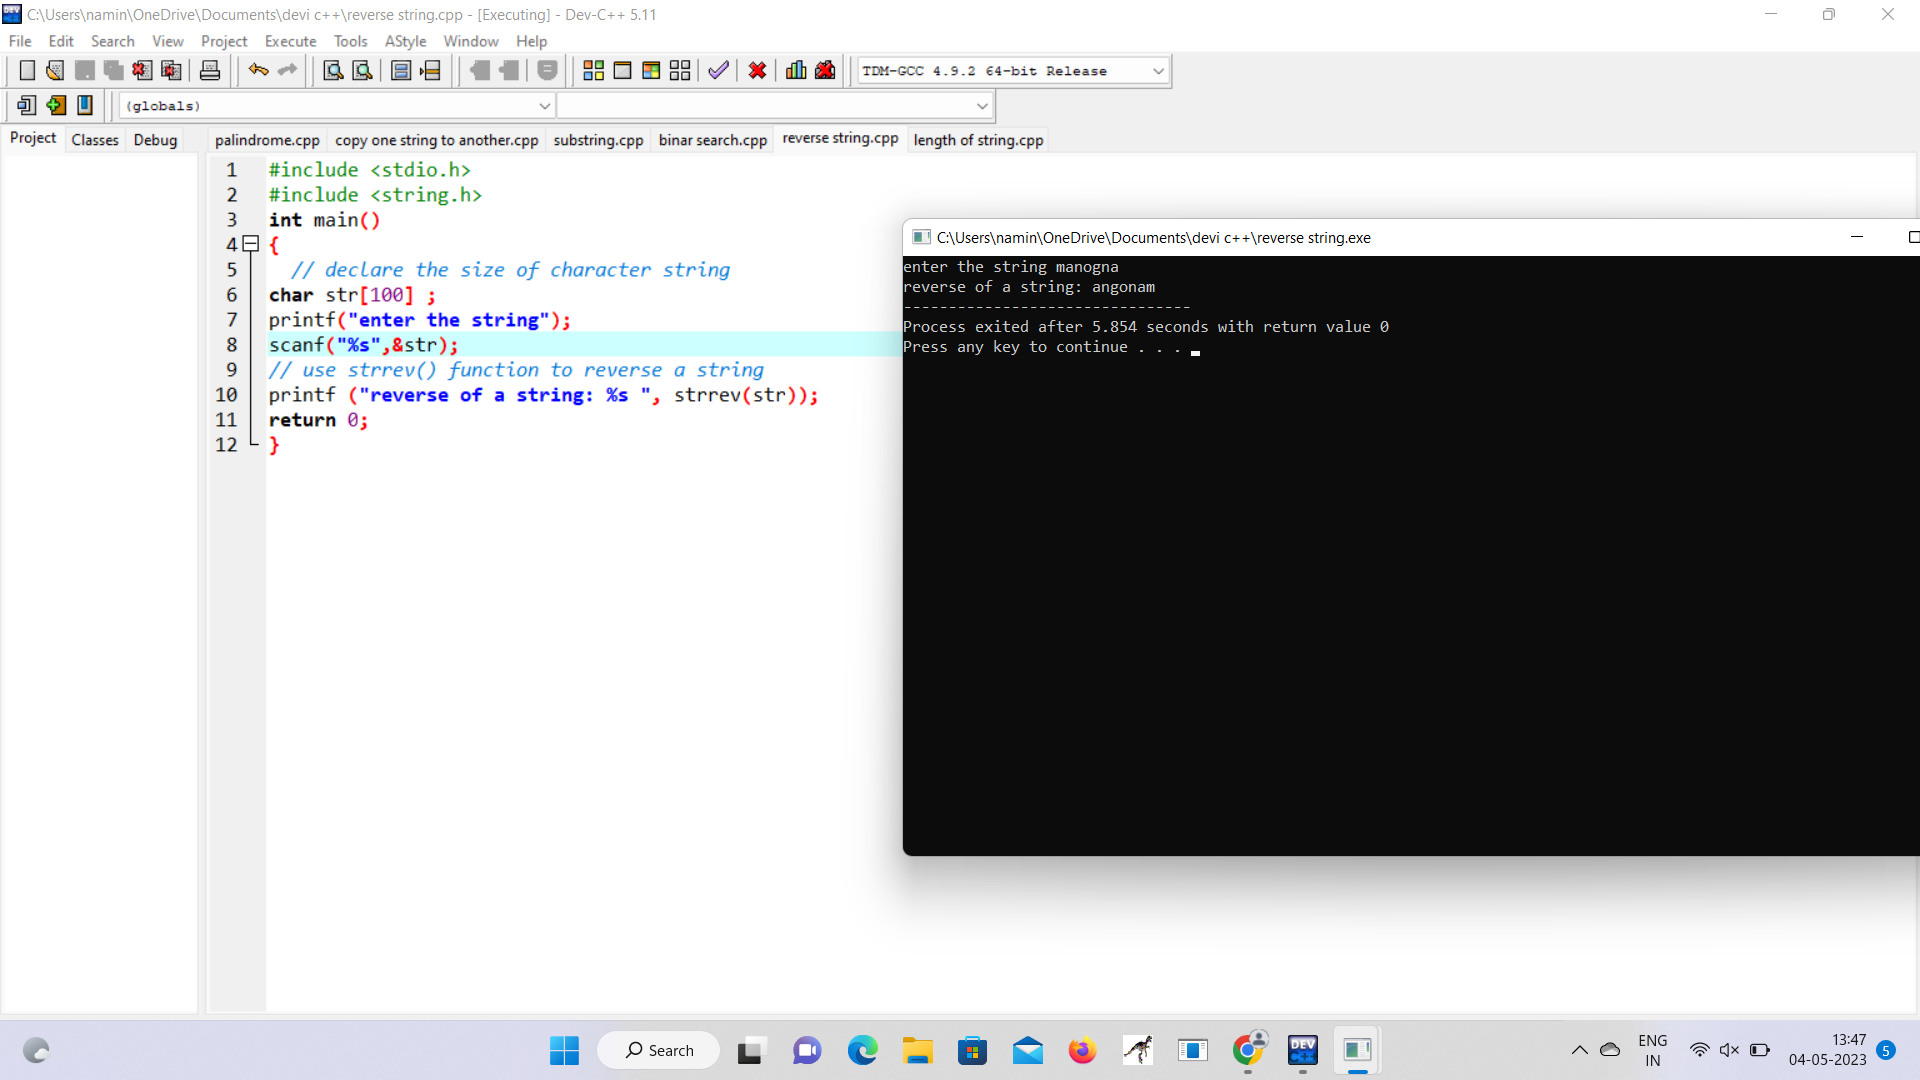 C:\Users\namin\OneDrive\Documents\devi c++\reverse string.cpp - [Executing] - Dev-C++ 5.11
File Edit Search View Project Execute Tools AStyle Window Help
TDM-GCC 4.9.2 64-bit Release
(globals)
Project Classes Debug
palindrome.cpp copy one string to another.cpp substring.cpp binar search.cpp reverse string.cpp length of string.cpp
1 #include <stdio.h>
2 #include <string.h>
3 int main()
4 {
5 // declare the size of character string
6 char str[100] ;
7 printf("enter the string");
8 scanf("%s",&str);
9 // use strrev() function to reverse a string
10 printf ("reverse of a string: %s ", strrev(str));
11 return 0;
12 }
C:\Users\namin\OneDrive\Documents\devi c++\reverse string.exe
enter the string manogna
reverse of a string: angonam
--------------------------------
Process exited after 5.854 seconds with return value 0
Press any key to continue . . .
Search
DEV C++
ENG
IN
13:47
04-05-2023
5